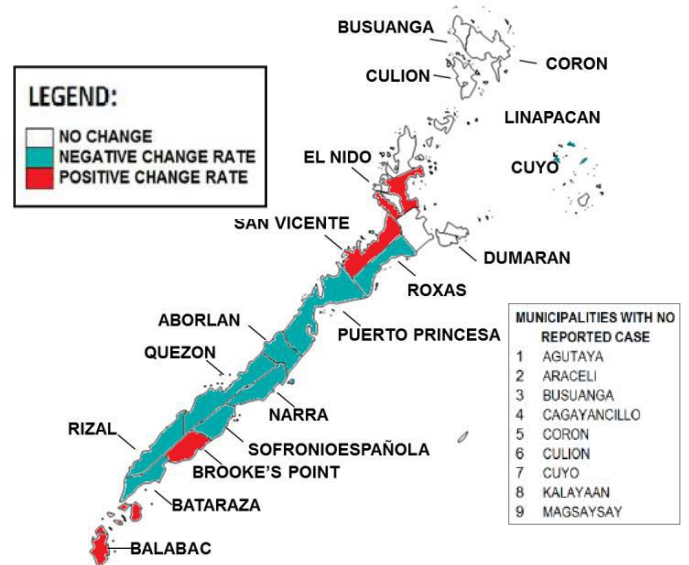 BUSUANGA
CORON
CULION
LEGEND:
NO CHANGE
NEGATIVE CHANGE RATE
POSITIVE CHANGE RATE
LINAPACAN
EL NIDO
CUYO
SAN VICENTE
DUMARAN
ROXAS
PUERTO PRINCESA
ABORLAN
QUEZON
NARRA
RIZAL
SOFRONIOESPAÑOLA
BROOKE'S POINT
BATARAZA
BALABAC
MUNICIPALITIES WITH NO
REPORTED CASE
1 AGUTAYA
2 ARACELI
3 BUSUANGA
4 CAGAYANCILLO
5 CORON
6 CULION
7 CUYO
8 KALAYAAN
9 MAGSAYSAY